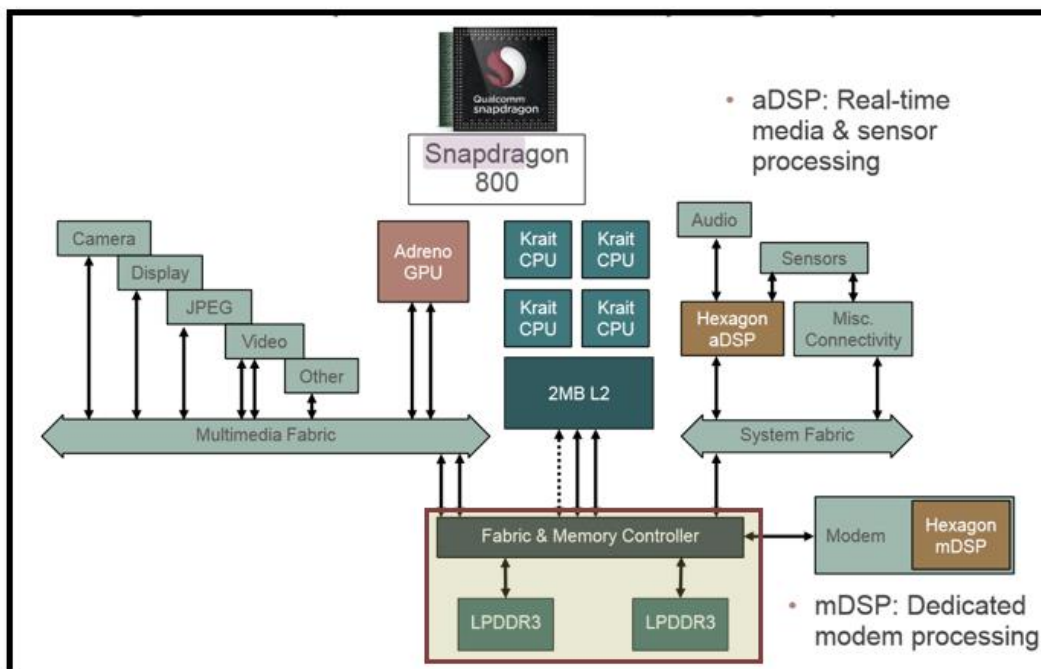 Qualcomm
snapdragon
Snapdragon
800
• aDSP: Real-time
media & sensor
processing
Camera
Display
JPEG
Video
Other
Multimedia Fabric
Adreno
GPU
Krait
CPU
Krait
CPU
Krait
CPU
Krait
CPU
2MB L2
Audio
Sensors
Hexagon
aDSP
Misc.
Connectivity
System Fabric
Fabric & Memory Controller
LPDDR3
LPDDR3
Modem
Hexagon
mDSP
• mDSP: Dedicated
modem processing